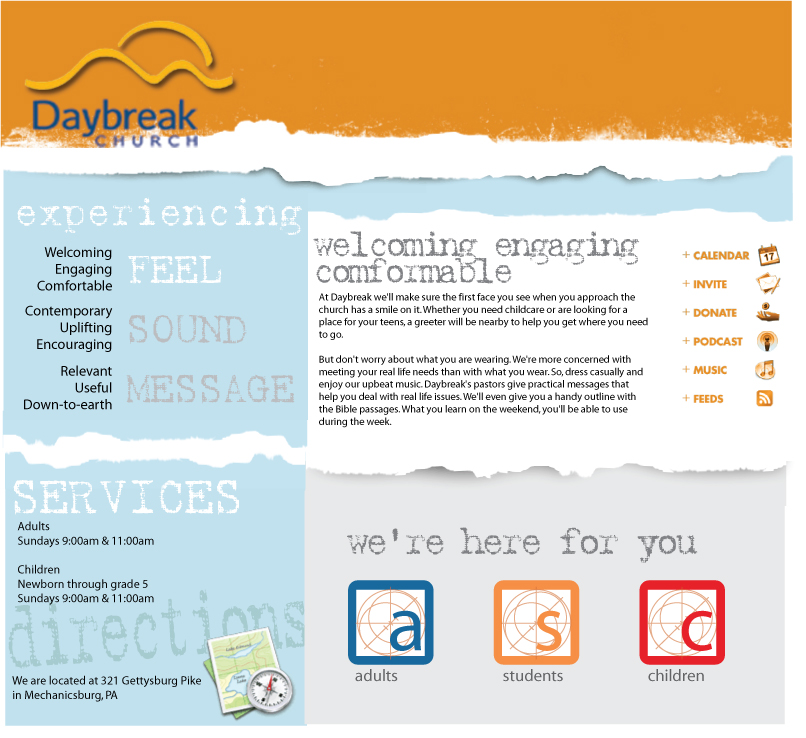 Daybreak
CHURCH
experiencing
Welcoming
Engaging
Comfortable
FEEL
Contemporary
Uplifting
Encouraging
SOUND
Relevant
Useful
Down-to-earth
MESSAGE
welcoming engaging
comformable
At Daybreak we'll make sure the first face you see when you approach the
church has a smile on it. Whether you need childcare or are looking for a
place for your teens, a greeter will be nearby to help you get where you need
to go.
But don't worry about what you are wearing. We're more concerned with
meeting your real life needs than with what you wear. So, dress casually and
enjoy our upbeat music. Daybreak's pastors give practical messages that
help you deal with real life issues. We'll even give you a handy outline with
the Bible passages. What you learn on the weekend, you'll be able to use
during the week.
+ CALENDAR
17
+ INVITE
+ DONATE
+ PODCAST
+ MUSIC
+ FEEDS
SERVICES
Adults
Sundays 9:00am & 11:00am
Children
Newborn through grade 5
Sundays 9:00am & 11:00am
directions
We are located at 321 Gettysburg Pike
in Mechanicsburg, PA
we're here for you
a
adults
s
students
c
children